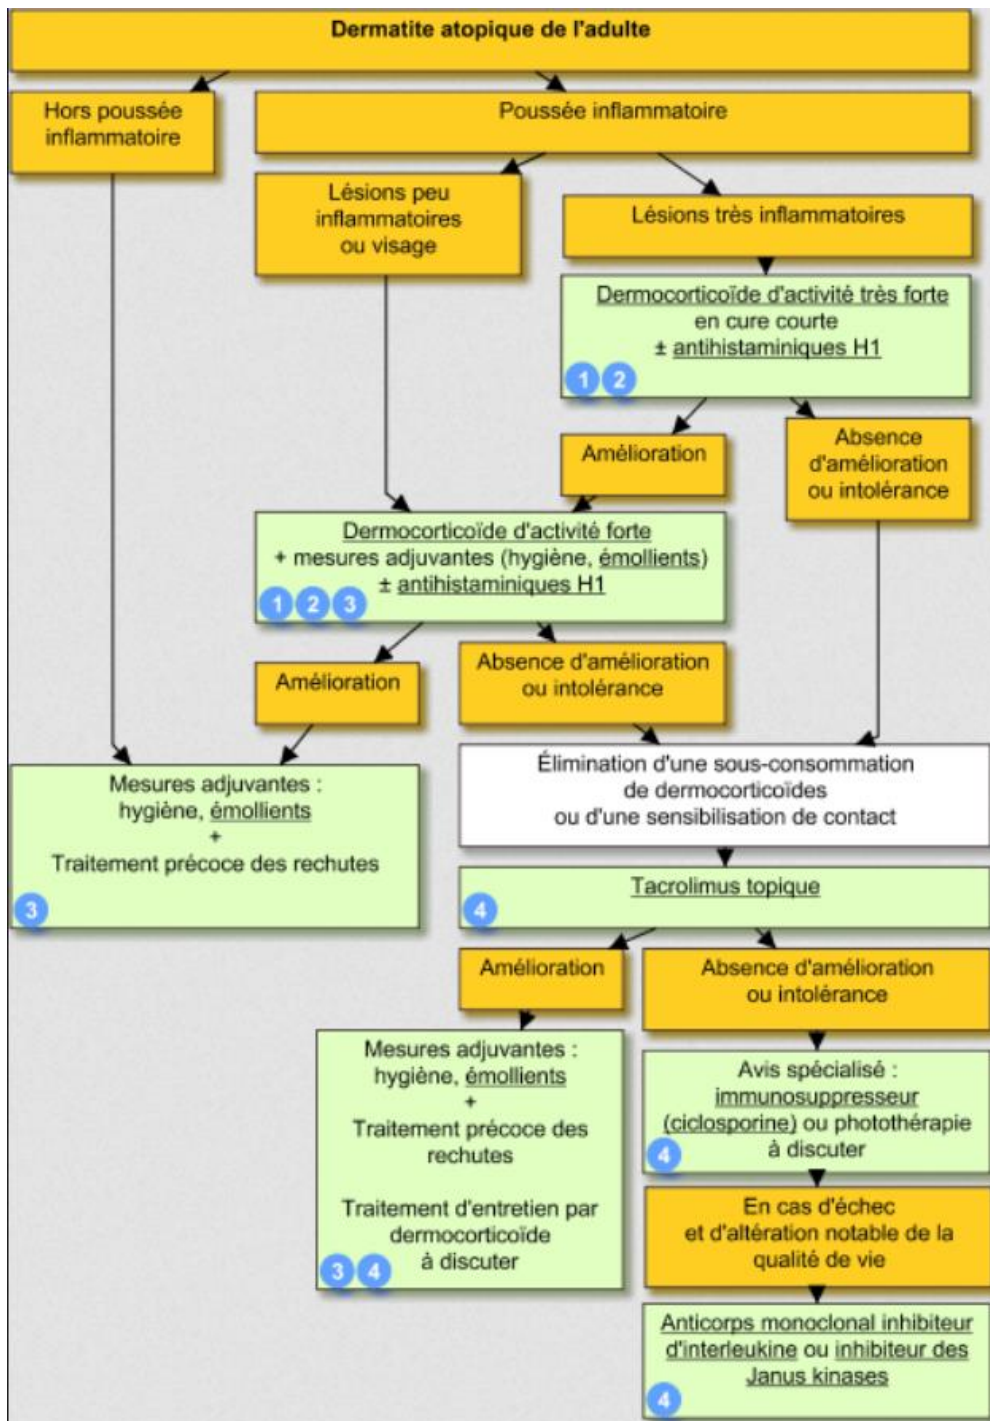 Dermatite atopique de l'adulte
Hors poussée
inflammatoire
Poussée inflammatoire
Lésions peu
inflammatoires
ou visage
Lésions très inflammatoires
Dermocorticoïde d'activité très forte
en cure courte
± antihistaminiques H1
1 2
Amélioration
Absence
d'amélioration
ou intolérance
Dermocorticoïde d'activité forte
+ mesures adjuvantes (hygiène, émollients)
± antihistaminiques H1
1 2 3
Amélioration
Absence d'amélioration
ou intolérance
Mesures adjuvantes :
hygiène, émollients
+
Traitement précoce des rechutes
3
Élimination d'une sous-consommation
de dermocorticoïdes
ou d'une sensibilisation de contact
Tacrolimus topique
4
Amélioration
Absence d'amélioration
ou intolérance
Mesures adjuvantes :
hygiène, émollients
+
Traitement précoce des
rechutes
Traitement d'entretien par
dermocorticoïde
à discuter
3 4
Avis spécialisé :
immunosuppresseur
(ciclosporine) ou photothérapie
à discuter
4
En cas d'échec
et d'altération notable de la
qualité de vie
Anticorps monoclonal inhibiteur
d'interleukine ou inhibiteur des
Janus kinases
4